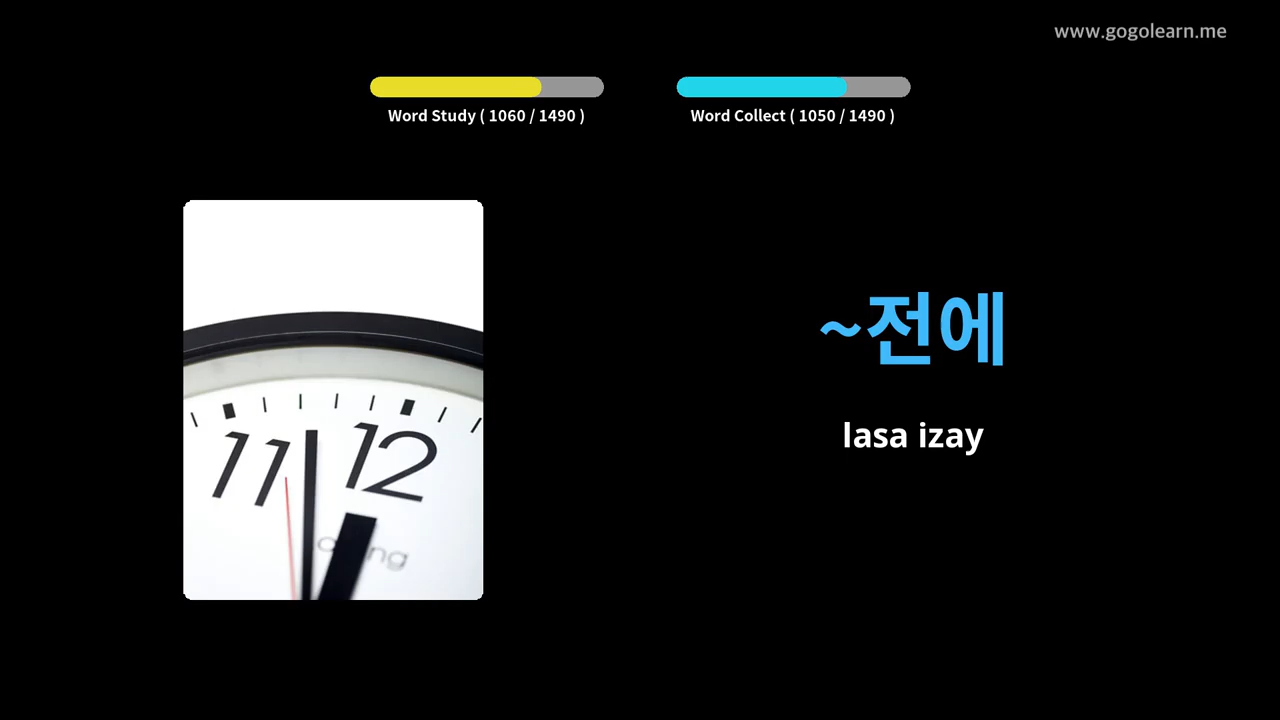 www.gogolearn.me
Word Study ( 1060 / 1490 )
Word Collect ( 1050 / 1490 )
~전에
lasa izay
11 12